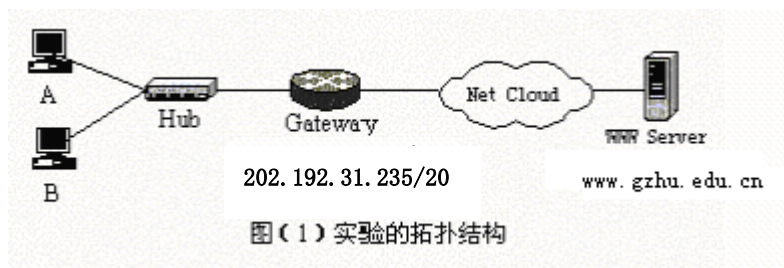 A
Hub
Gateway
Net Cloud
WWW Server
B
202.192.31.235/20
www.gzhu.edu.cn
图(1)实验的拓扑结构